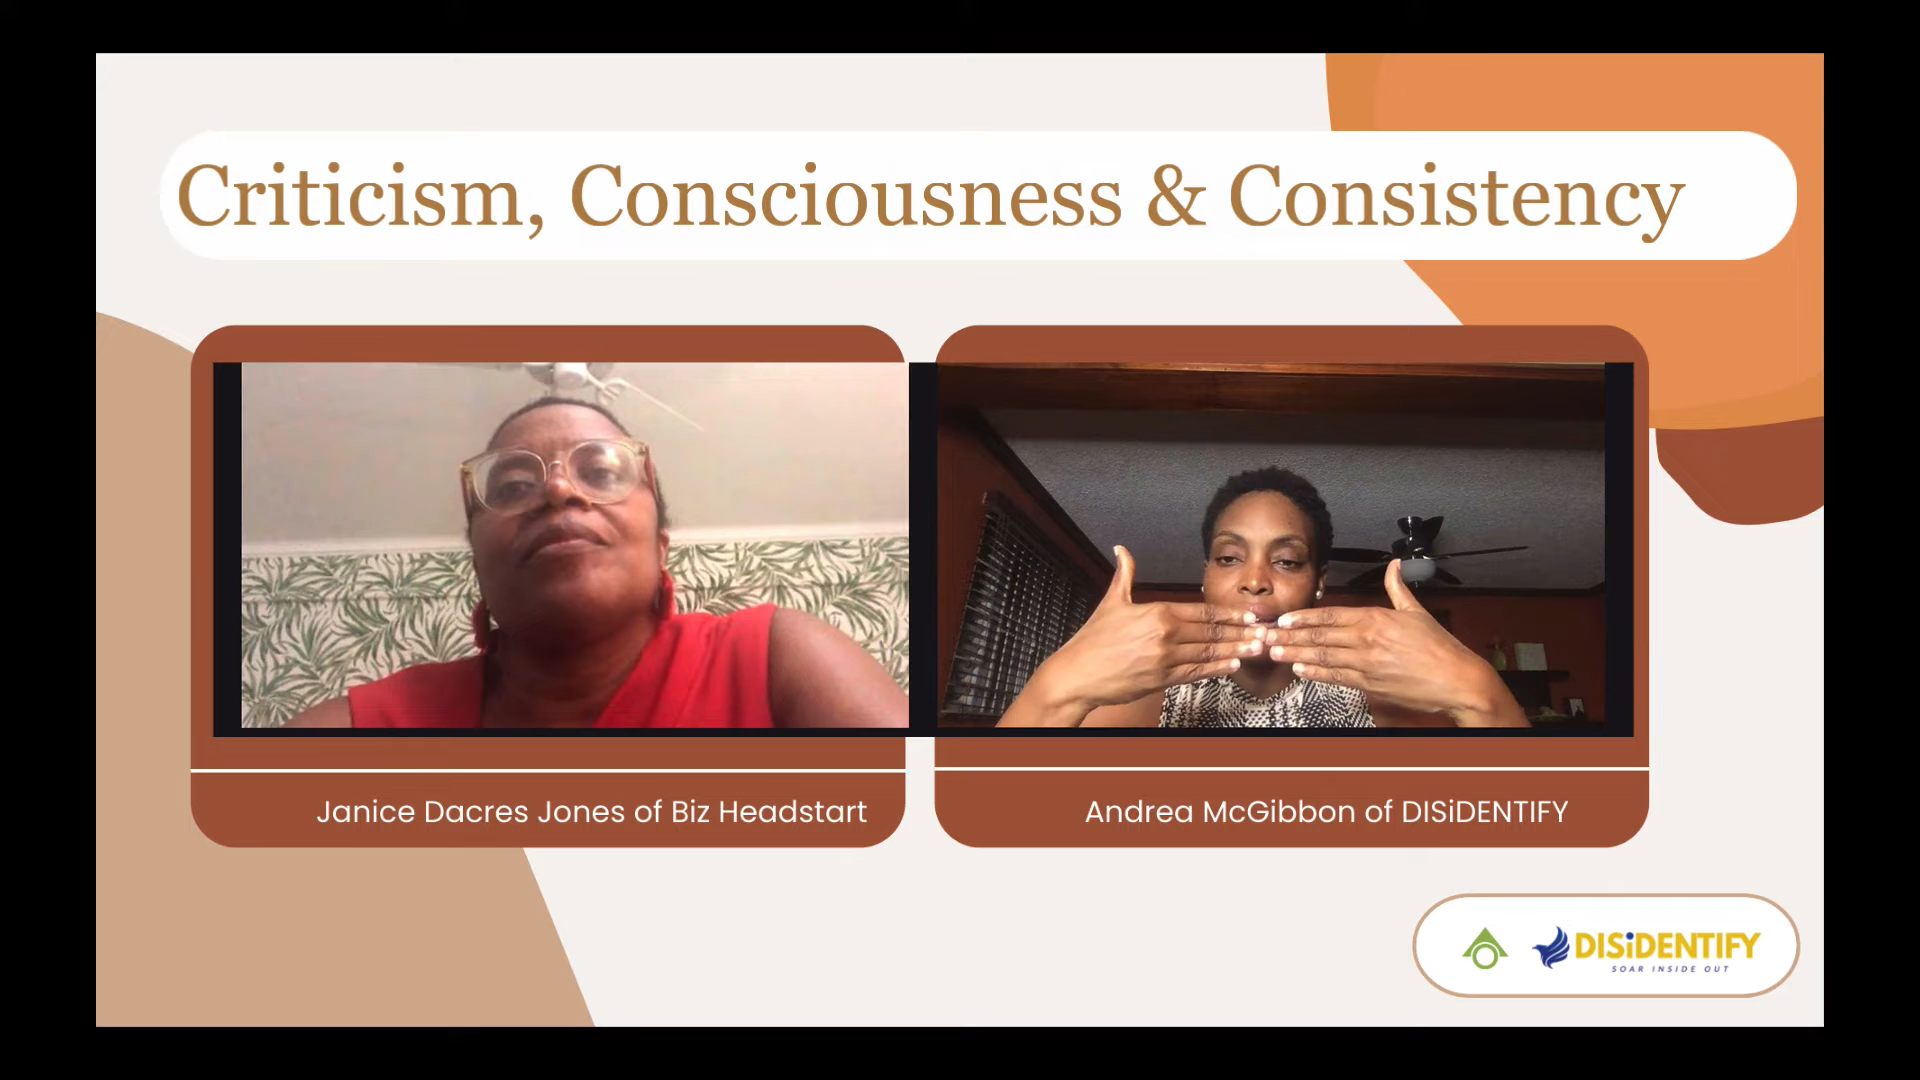 Criticism, Consciousness & Consistency
Janice Dacres Jones of Biz Headstart
Andrea McGibbon of DISiDENTIFY
DISiDENTIFY
SOAR INSIDE OUT